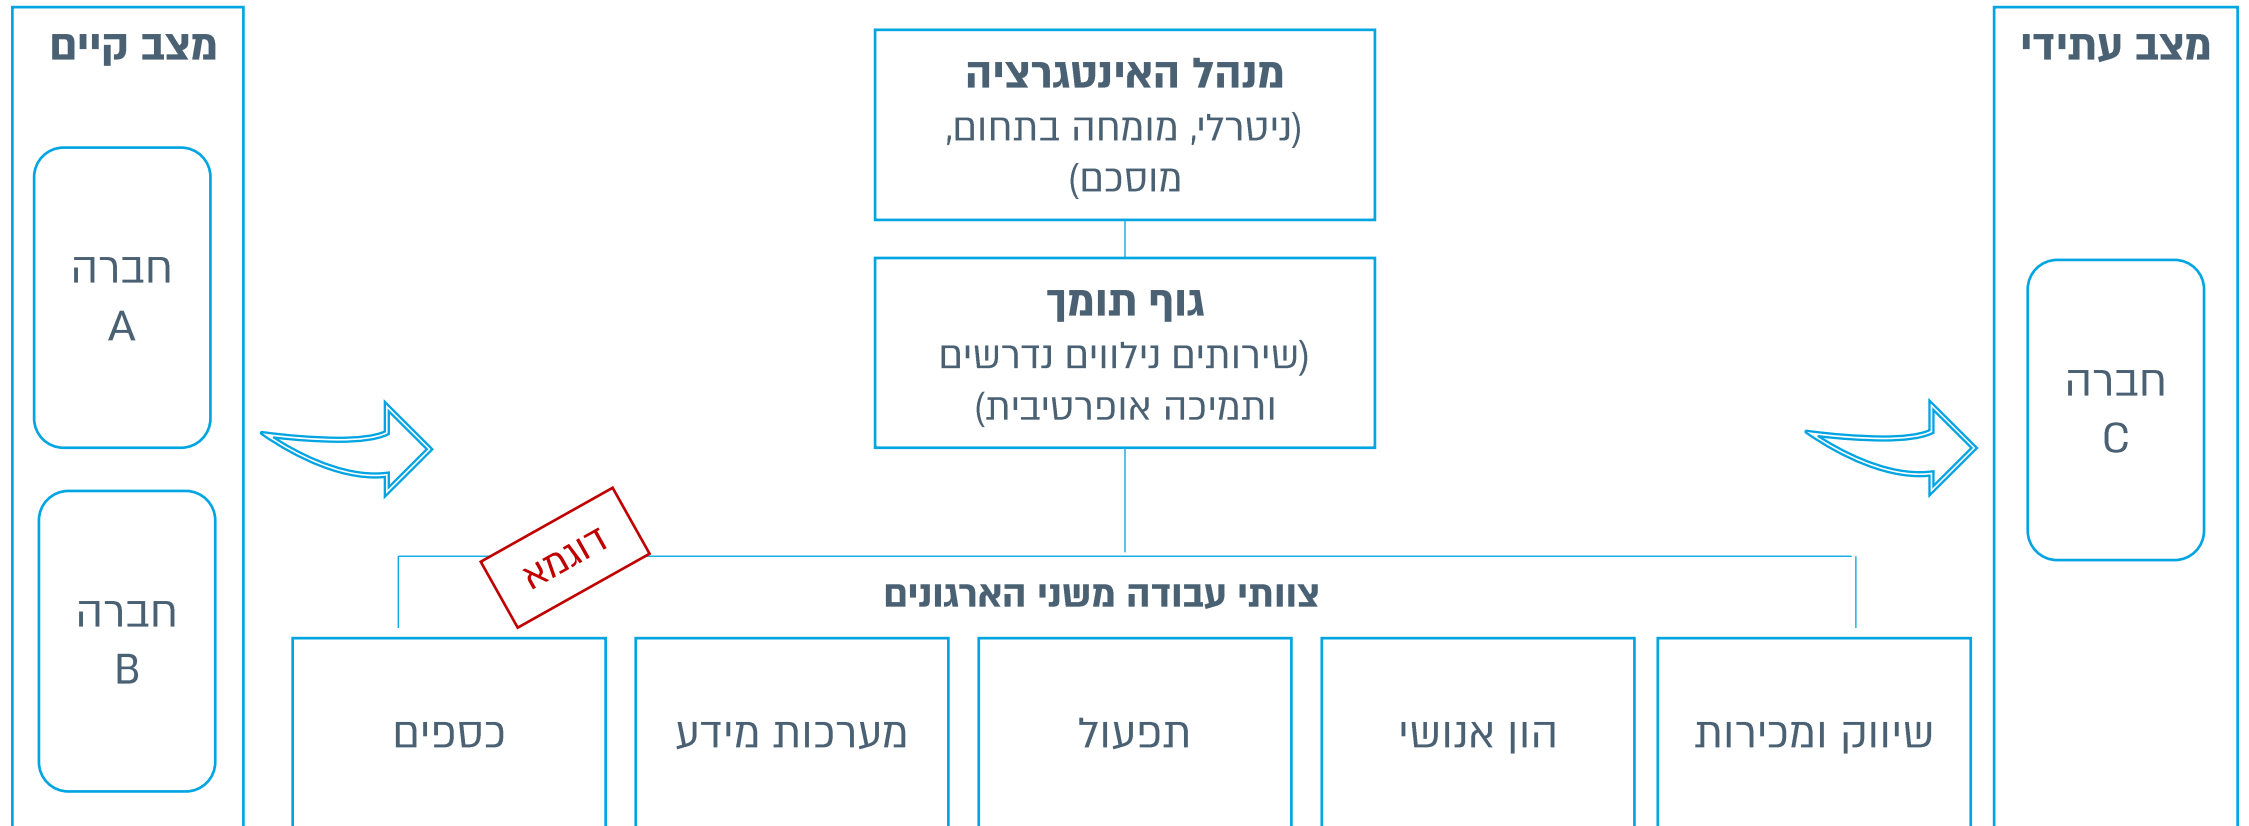 מצב קיים
חברה
A
חברה
B
מנהל האינטגרציה
(ניטרלי, מומחה בתחום,
מוסכם)
גוף תומך
(שירותים נילווים נדרשים
ותמיכה אופרטיבית)
דוגמא
צוותי עבודה משני הארגונים
שיווק ומכירות
הון אנושי
תפעול
מערכות מידע
כספים
מצב עתידי
חברה
C